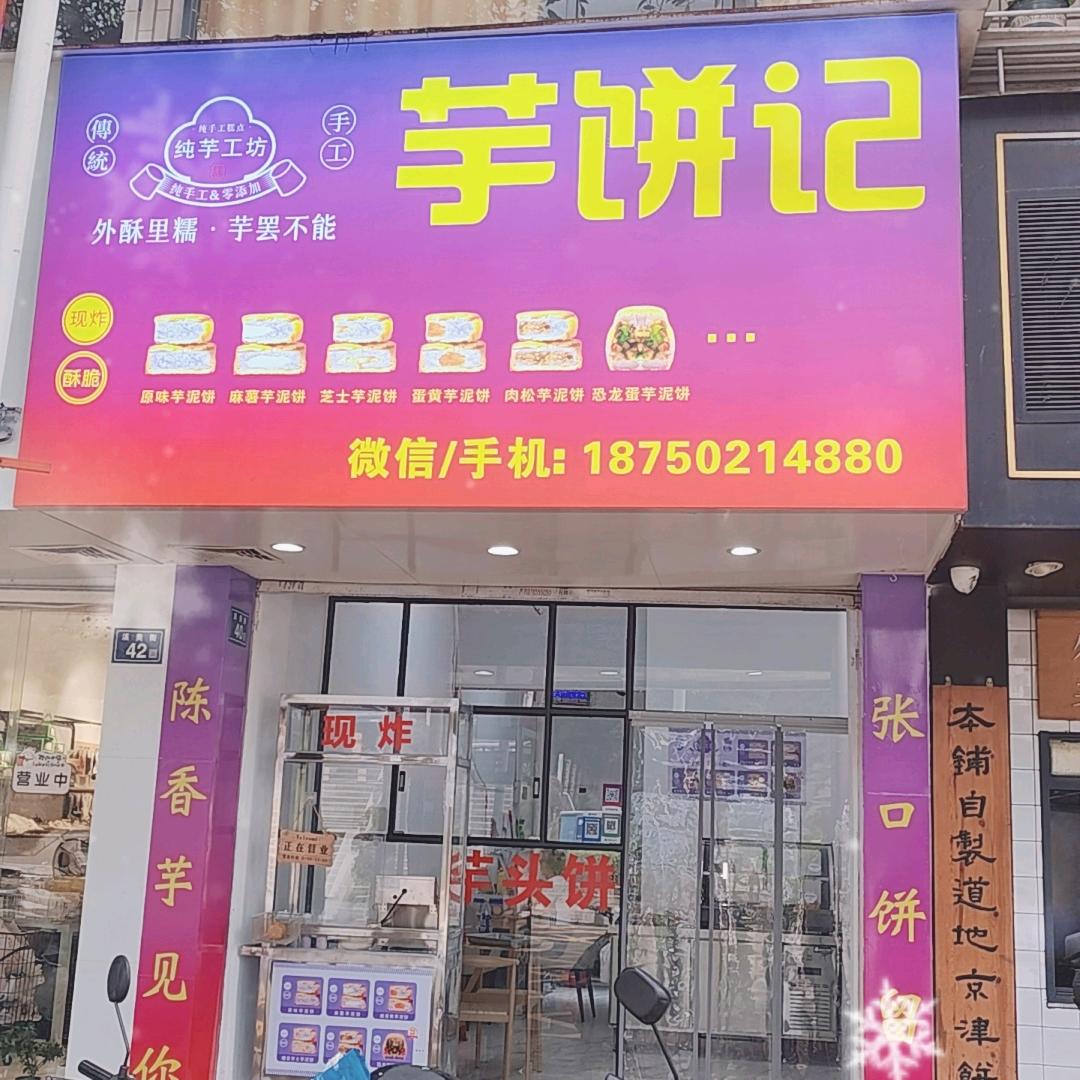 芋饼记
傳統
手工
纯手工糕点
纯芋工坊
纯手工&零添加
外酥里糯·芋罢不能
现炸
酥脆
原味芋泥饼
麻薯芋泥饼
芝士芋泥饼
蛋黄芋泥饼
肉松芋泥饼
恐龙蛋芋泥饼
...
微信/手机: 18750214880
42
40
陈香芋见你
张口饼留
本鋪自製道地京津
营业中
现炸
正在营业
芋头饼